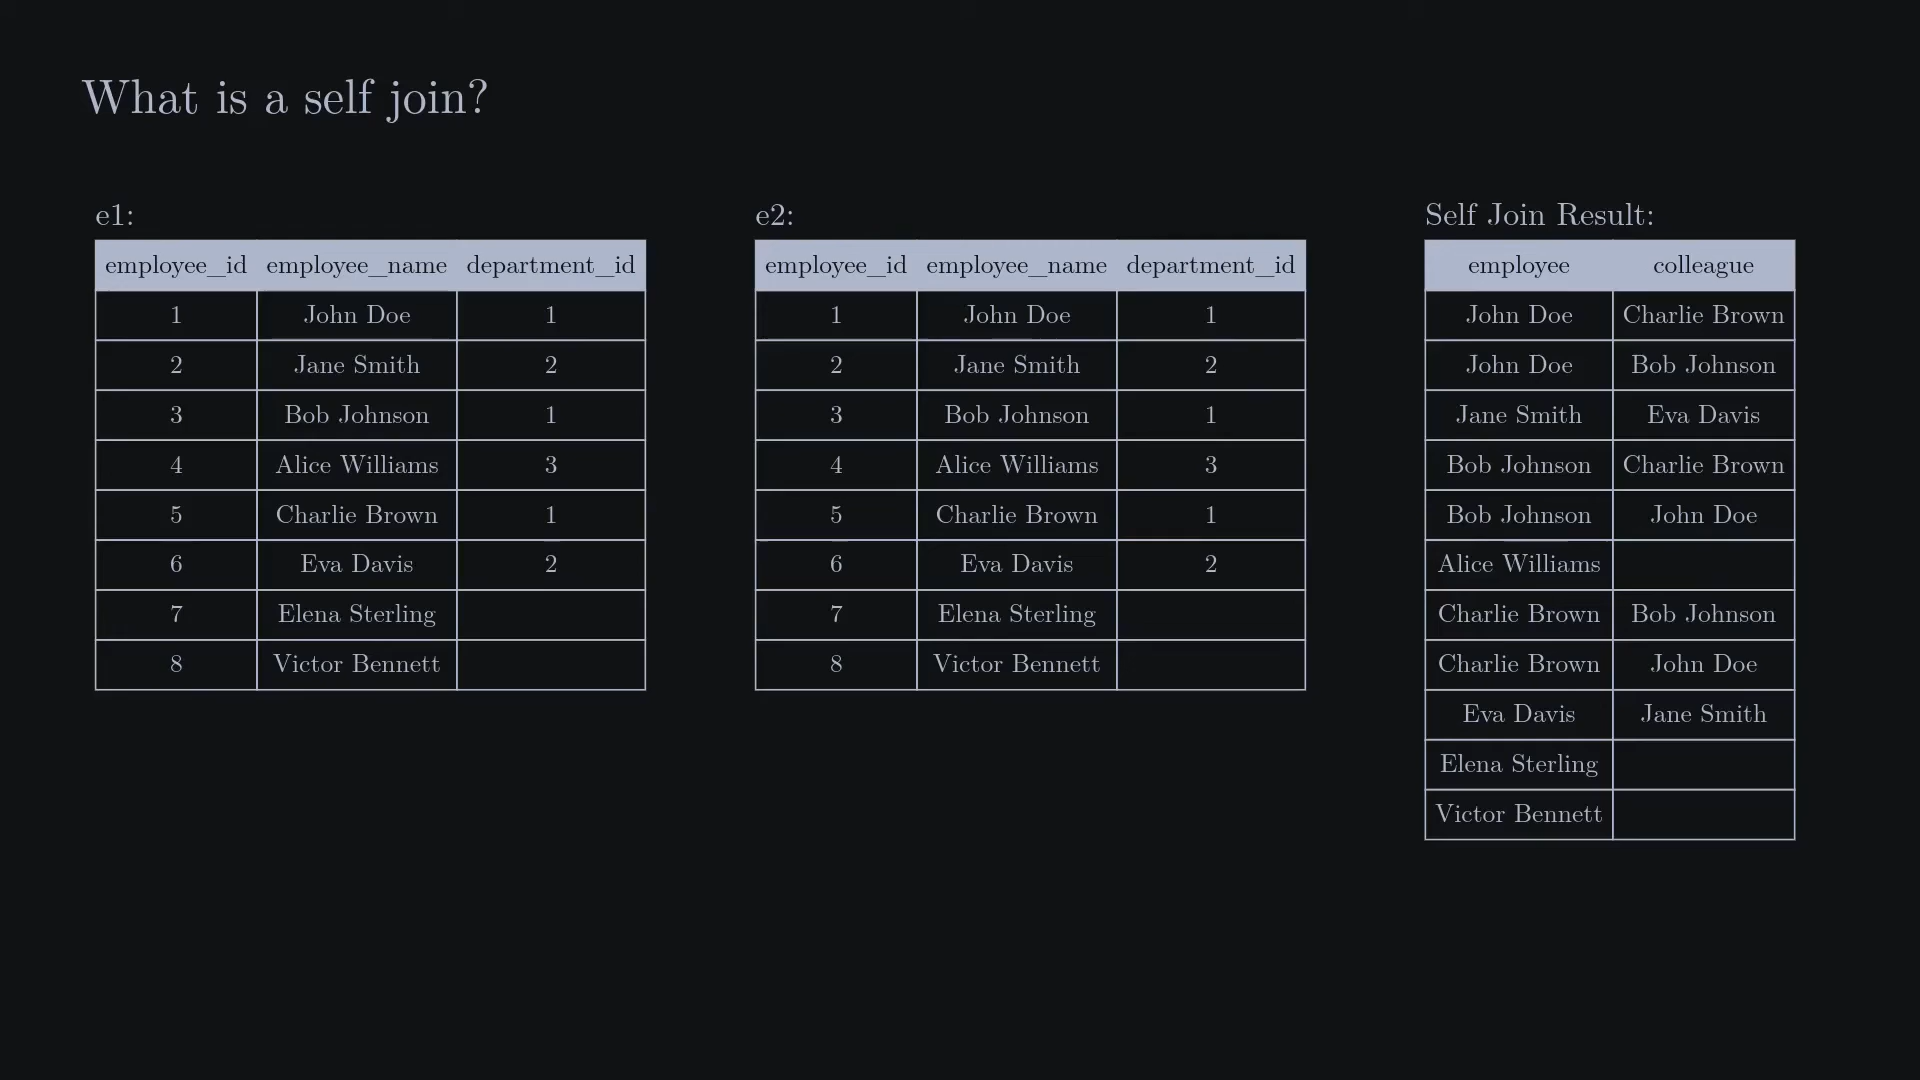 What is a self join?
e1:
employee_id employee_name department_id
1 John Doe 1
2 Jane Smith 2
3 Bob Johnson 1
4 Alice Williams 3
5 Charlie Brown 1
6 Eva Davis 2
7 Elena Sterling
8 Victor Bennett
e2:
employee_id employee_name department_id
1 John Doe 1
2 Jane Smith 2
3 Bob Johnson 1
4 Alice Williams 3
5 Charlie Brown 1
6 Eva Davis 2
7 Elena Sterling
8 Victor Bennett
Self Join Result:
employee colleague
John Doe Charlie Brown
John Doe Bob Johnson
Jane Smith Eva Davis
Bob Johnson Charlie Brown
Bob Johnson John Doe
Alice Williams
Charlie Brown Bob Johnson
Charlie Brown John Doe
Eva Davis Jane Smith
Elena Sterling
Victor Bennett